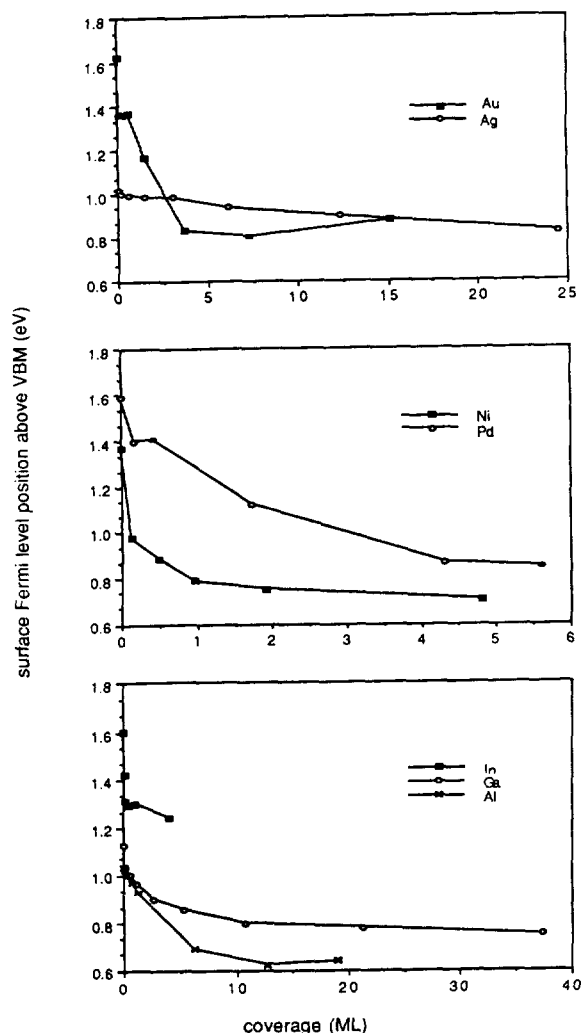 surface Fermi level position above VBM (eV)
1.8
1.6
1.4
1.2
1.0
0.8
0.6
Au
Ag
0 5 10 15 20 25
1.8
1.6
1.4
1.2
1.0
0.8
0.6
Ni
Pd
0 1 2 3 4 5 6
1.8
1.6
1.4
1.2
1.0
0.8
0.6
In
Ga
Al
0 10 20 30 40
coverage (ML)